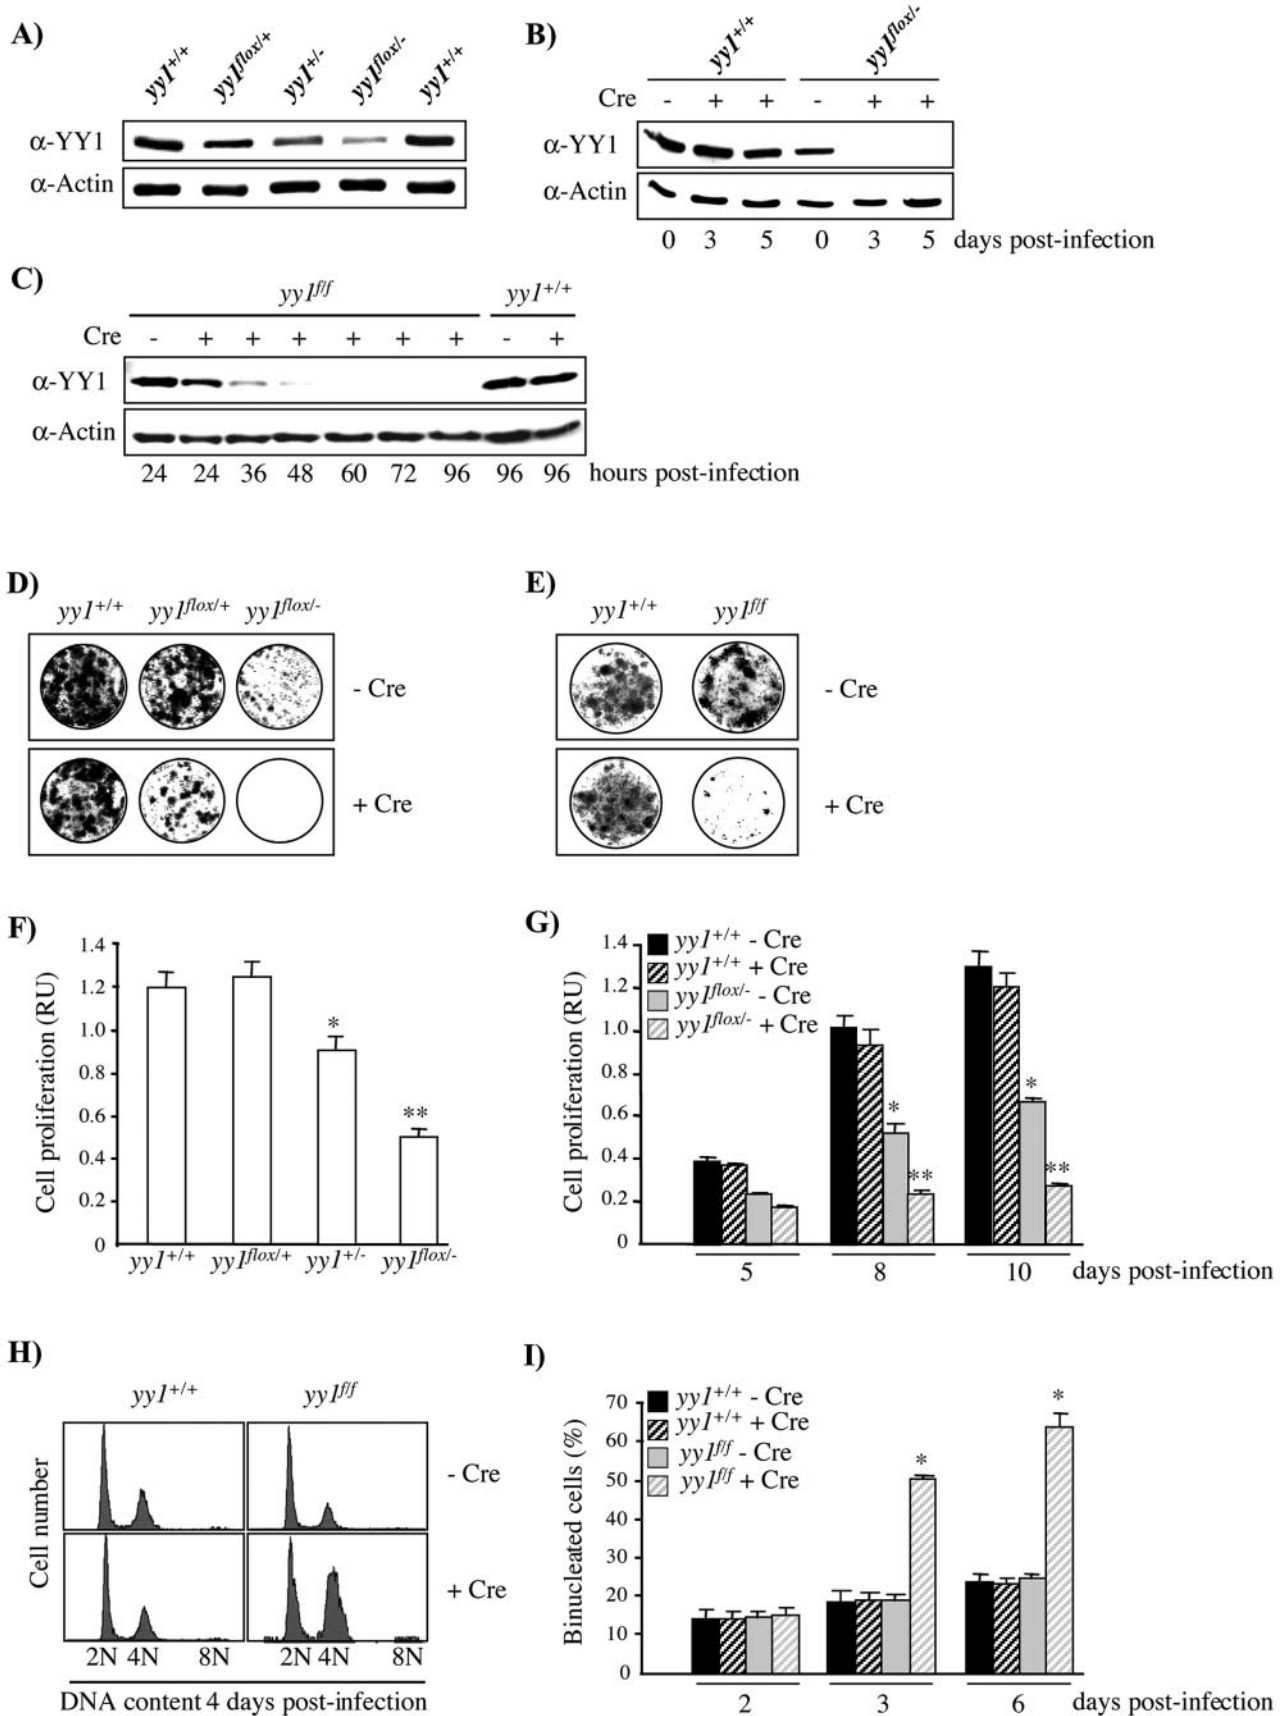 A)
yy1+/+ yy1flox/+ yy1+/- yy1flox/- yy1+/+
α-YY1
α-Actin
B)
yy1+/+ yy1flox/-
Cre - + + - + +
α-YY1
α-Actin
0 3 5 0 3 5 days post-infection
C)
yy1f/f yy1+/+
Cre - + + + + + + - +
α-YY1
α-Actin
24 24 36 48 60 72 96 96 96 hours post-infection
D)
yy1+/+ yy1flox/+ yy1flox/-
- Cre
+ Cre
E)
yy1+/+ yy1f/f
- Cre
+ Cre
F)
Cell proliferation (RU)
1.4
1.2
1.0
0.8
0.6
0.4
0.2
0
*
**
yy1+/+ yy1flox/+ yy1+/- yy1flox/-
G)
Cell proliferation (RU)
1.4
1.2
1.0
0.8
0.6
0.4
0.2
0
yy1+/+ - Cre
yy1+/+ + Cre
yy1flox/- - Cre
yy1flox/- + Cre
*
**
*
**
5 8 10 days post-infection
H)
yy1+/+ yy1f/f
Cell number
- Cre
+ Cre
2N 4N 8N 2N 4N 8N
DNA content 4 days post-infection
I)
Binucleated cells (%)
70
60
50
40
30
20
10
0
yy1+/+ - Cre
yy1+/+ + Cre
yy1f/f - Cre
yy1f/f + Cre
*
*
2 3 6 days post-infection